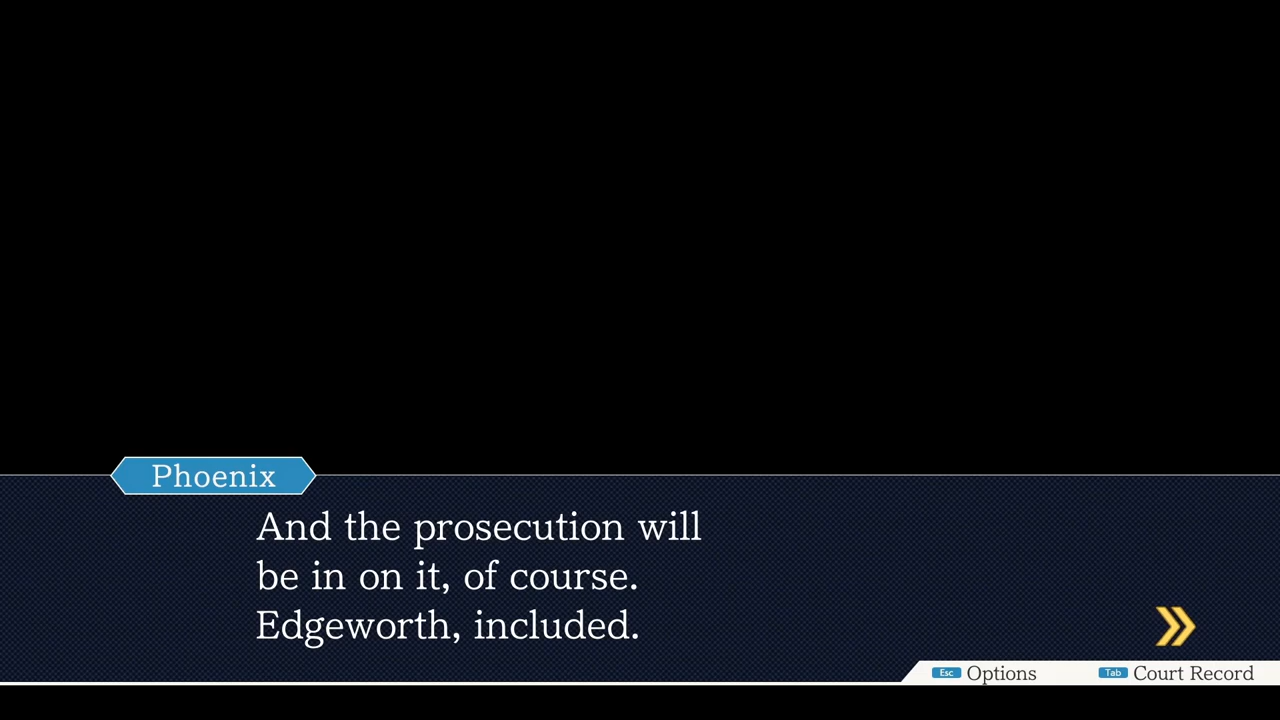 Phoenix
And the prosecution will
be in on it, of course.
Edgeworth, included.
Esc Options Tab Court Record